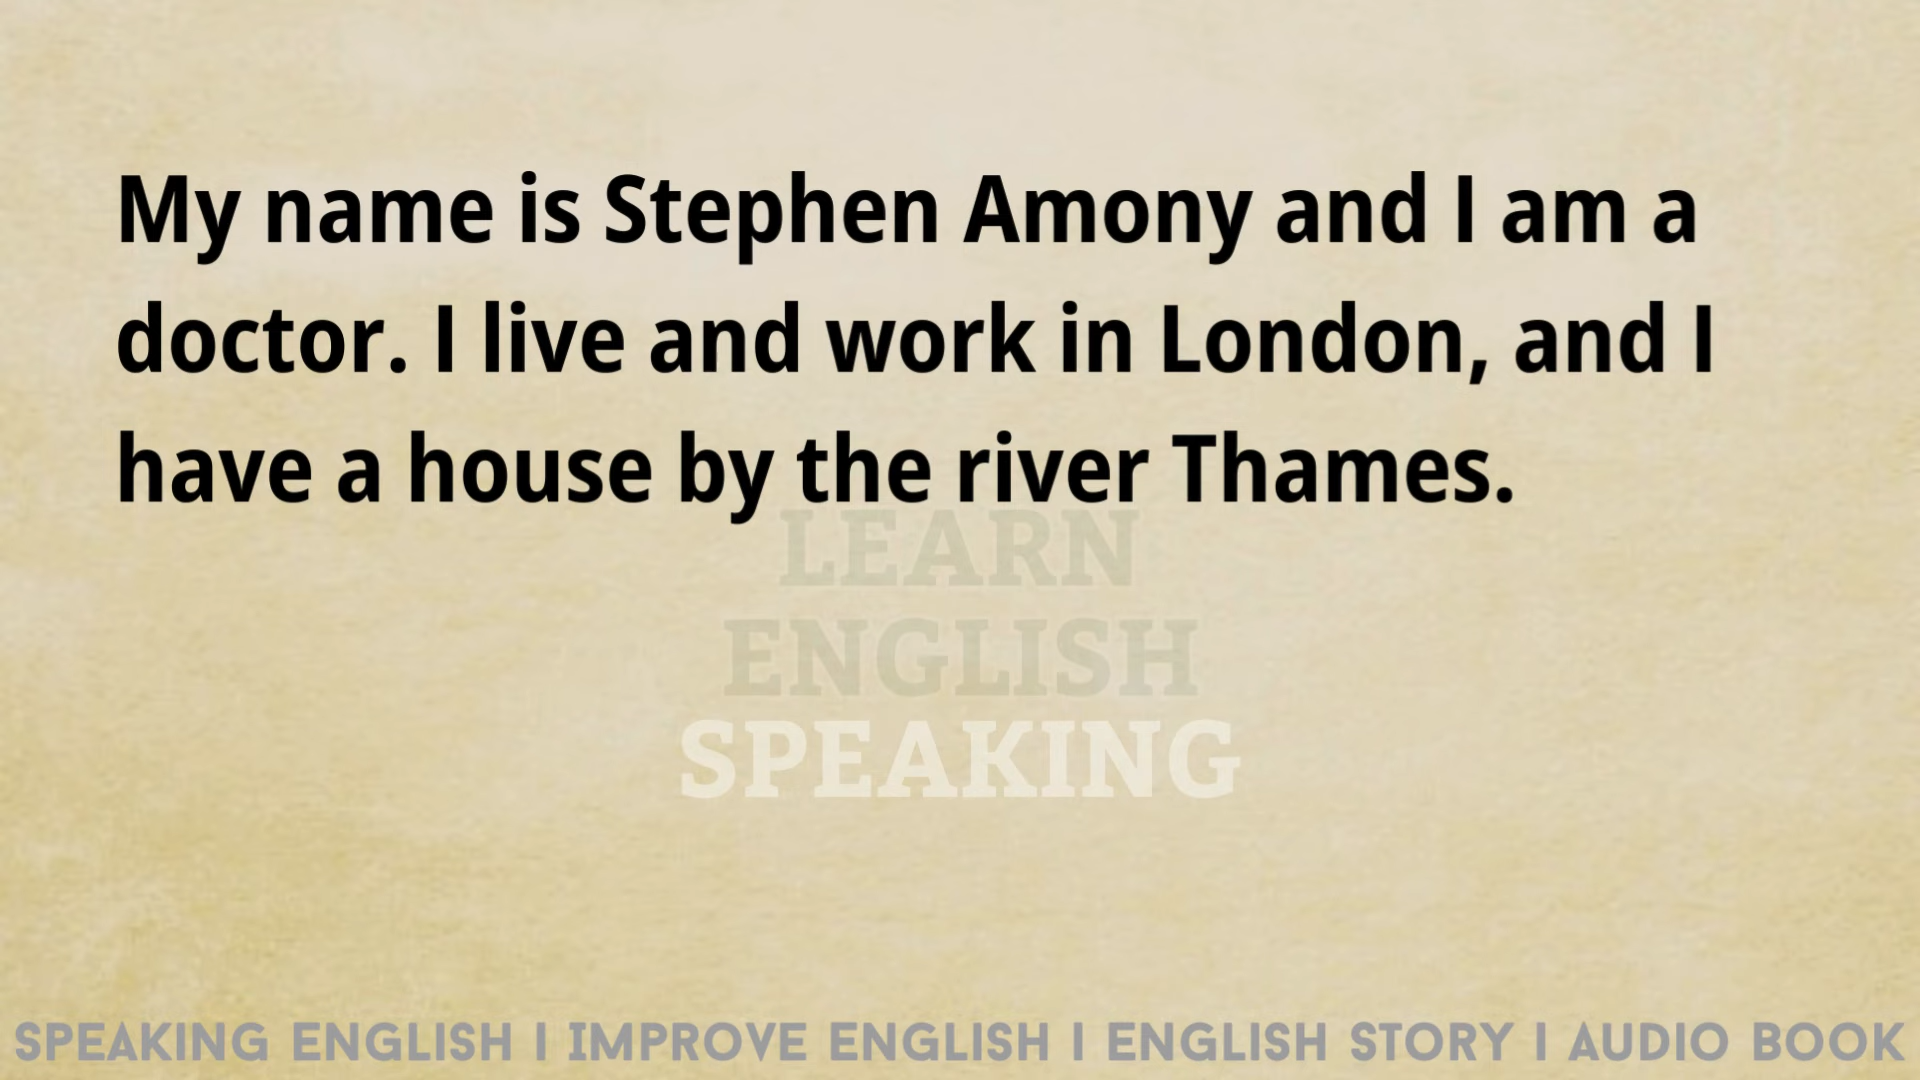 My name is Stephen Amony and I am a
doctor. I live and work in London, and I
have a house by the river Thames.
LEARN
ENGLISH
SPEAKING
SPEAKING ENGLISH I IMPROVE ENGLISH I ENGLISH STORY I AUDIO BOOK